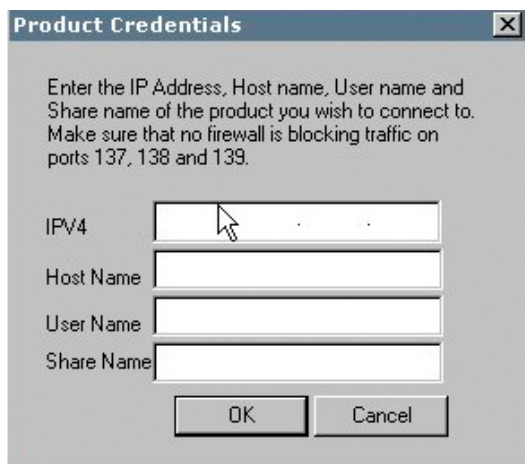 Product Credentials
Enter the IP Address, Host name, User name and
Share name of the product you wish to connect to.
Make sure that no firewall is blocking traffic on
ports 137, 138 and 139.
IPV4
Host Name
User Name
Share Name
OK Cancel